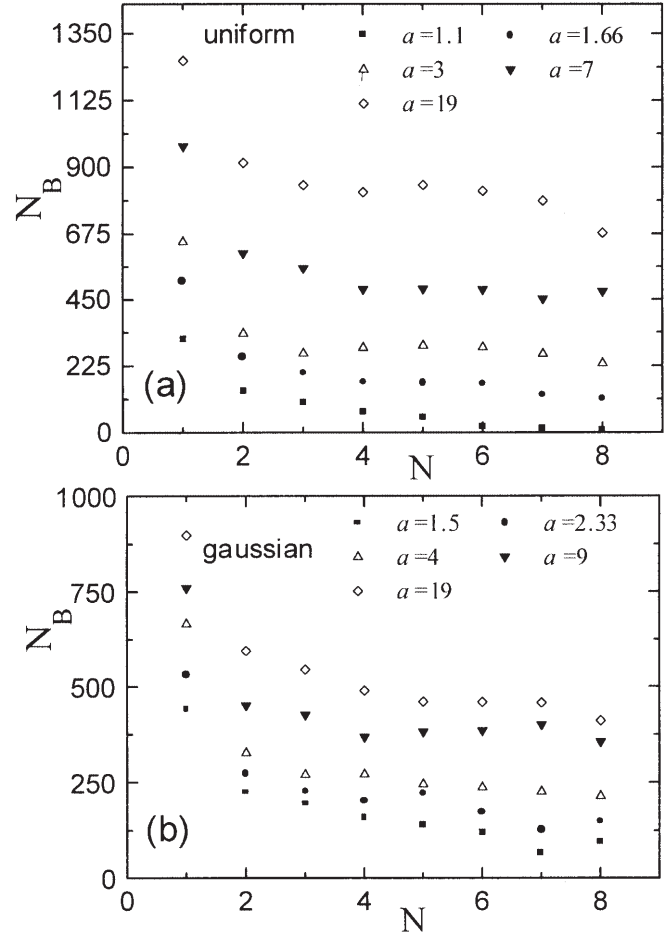 uniform
a=1.1
a=1.66
a=3
a=7
a=19
1350
1125
900
675
450
225
0
N_B
(a)
0
2
4
6
8
N
gaussian
a=1.5
a=2.33
a=4
a=9
a=19
1000
750
500
250
0
N_B
(b)
0
2
4
6
8
N